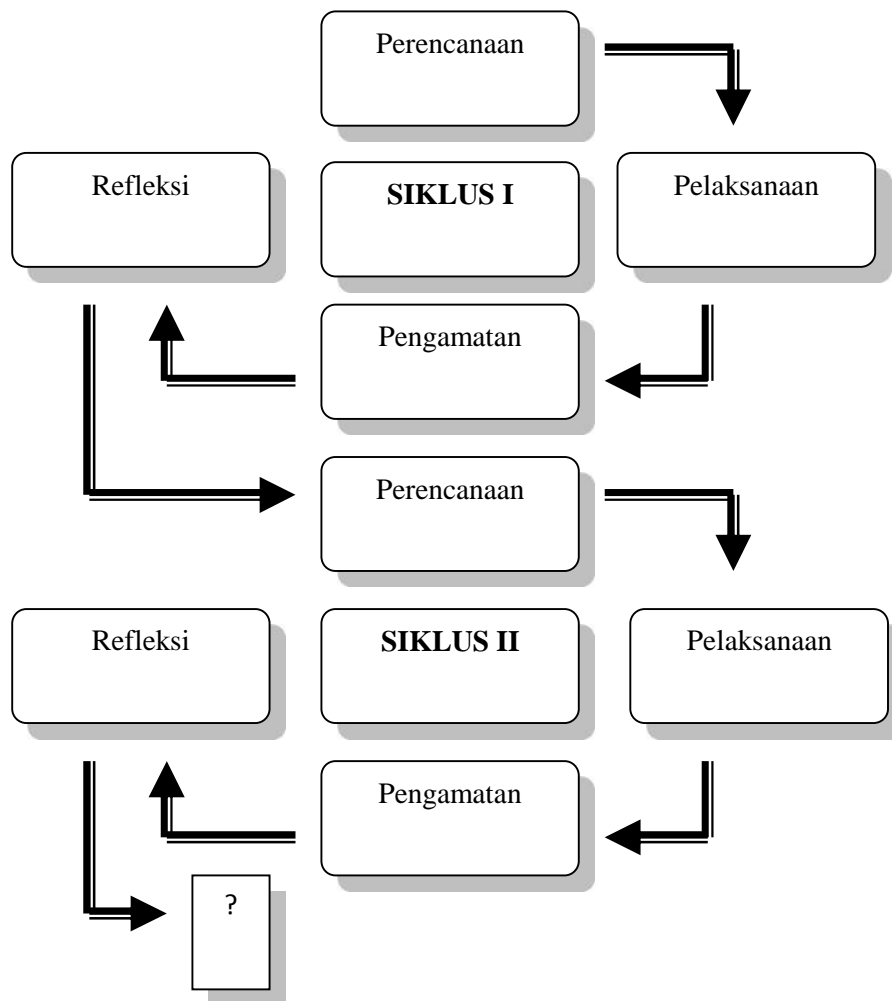 Perencanaan
Refleksi
SIKLUS I
Pelaksanaan
Pengamatan
Perencanaan
Refleksi
SIKLUS II
Pelaksanaan
Pengamatan
?